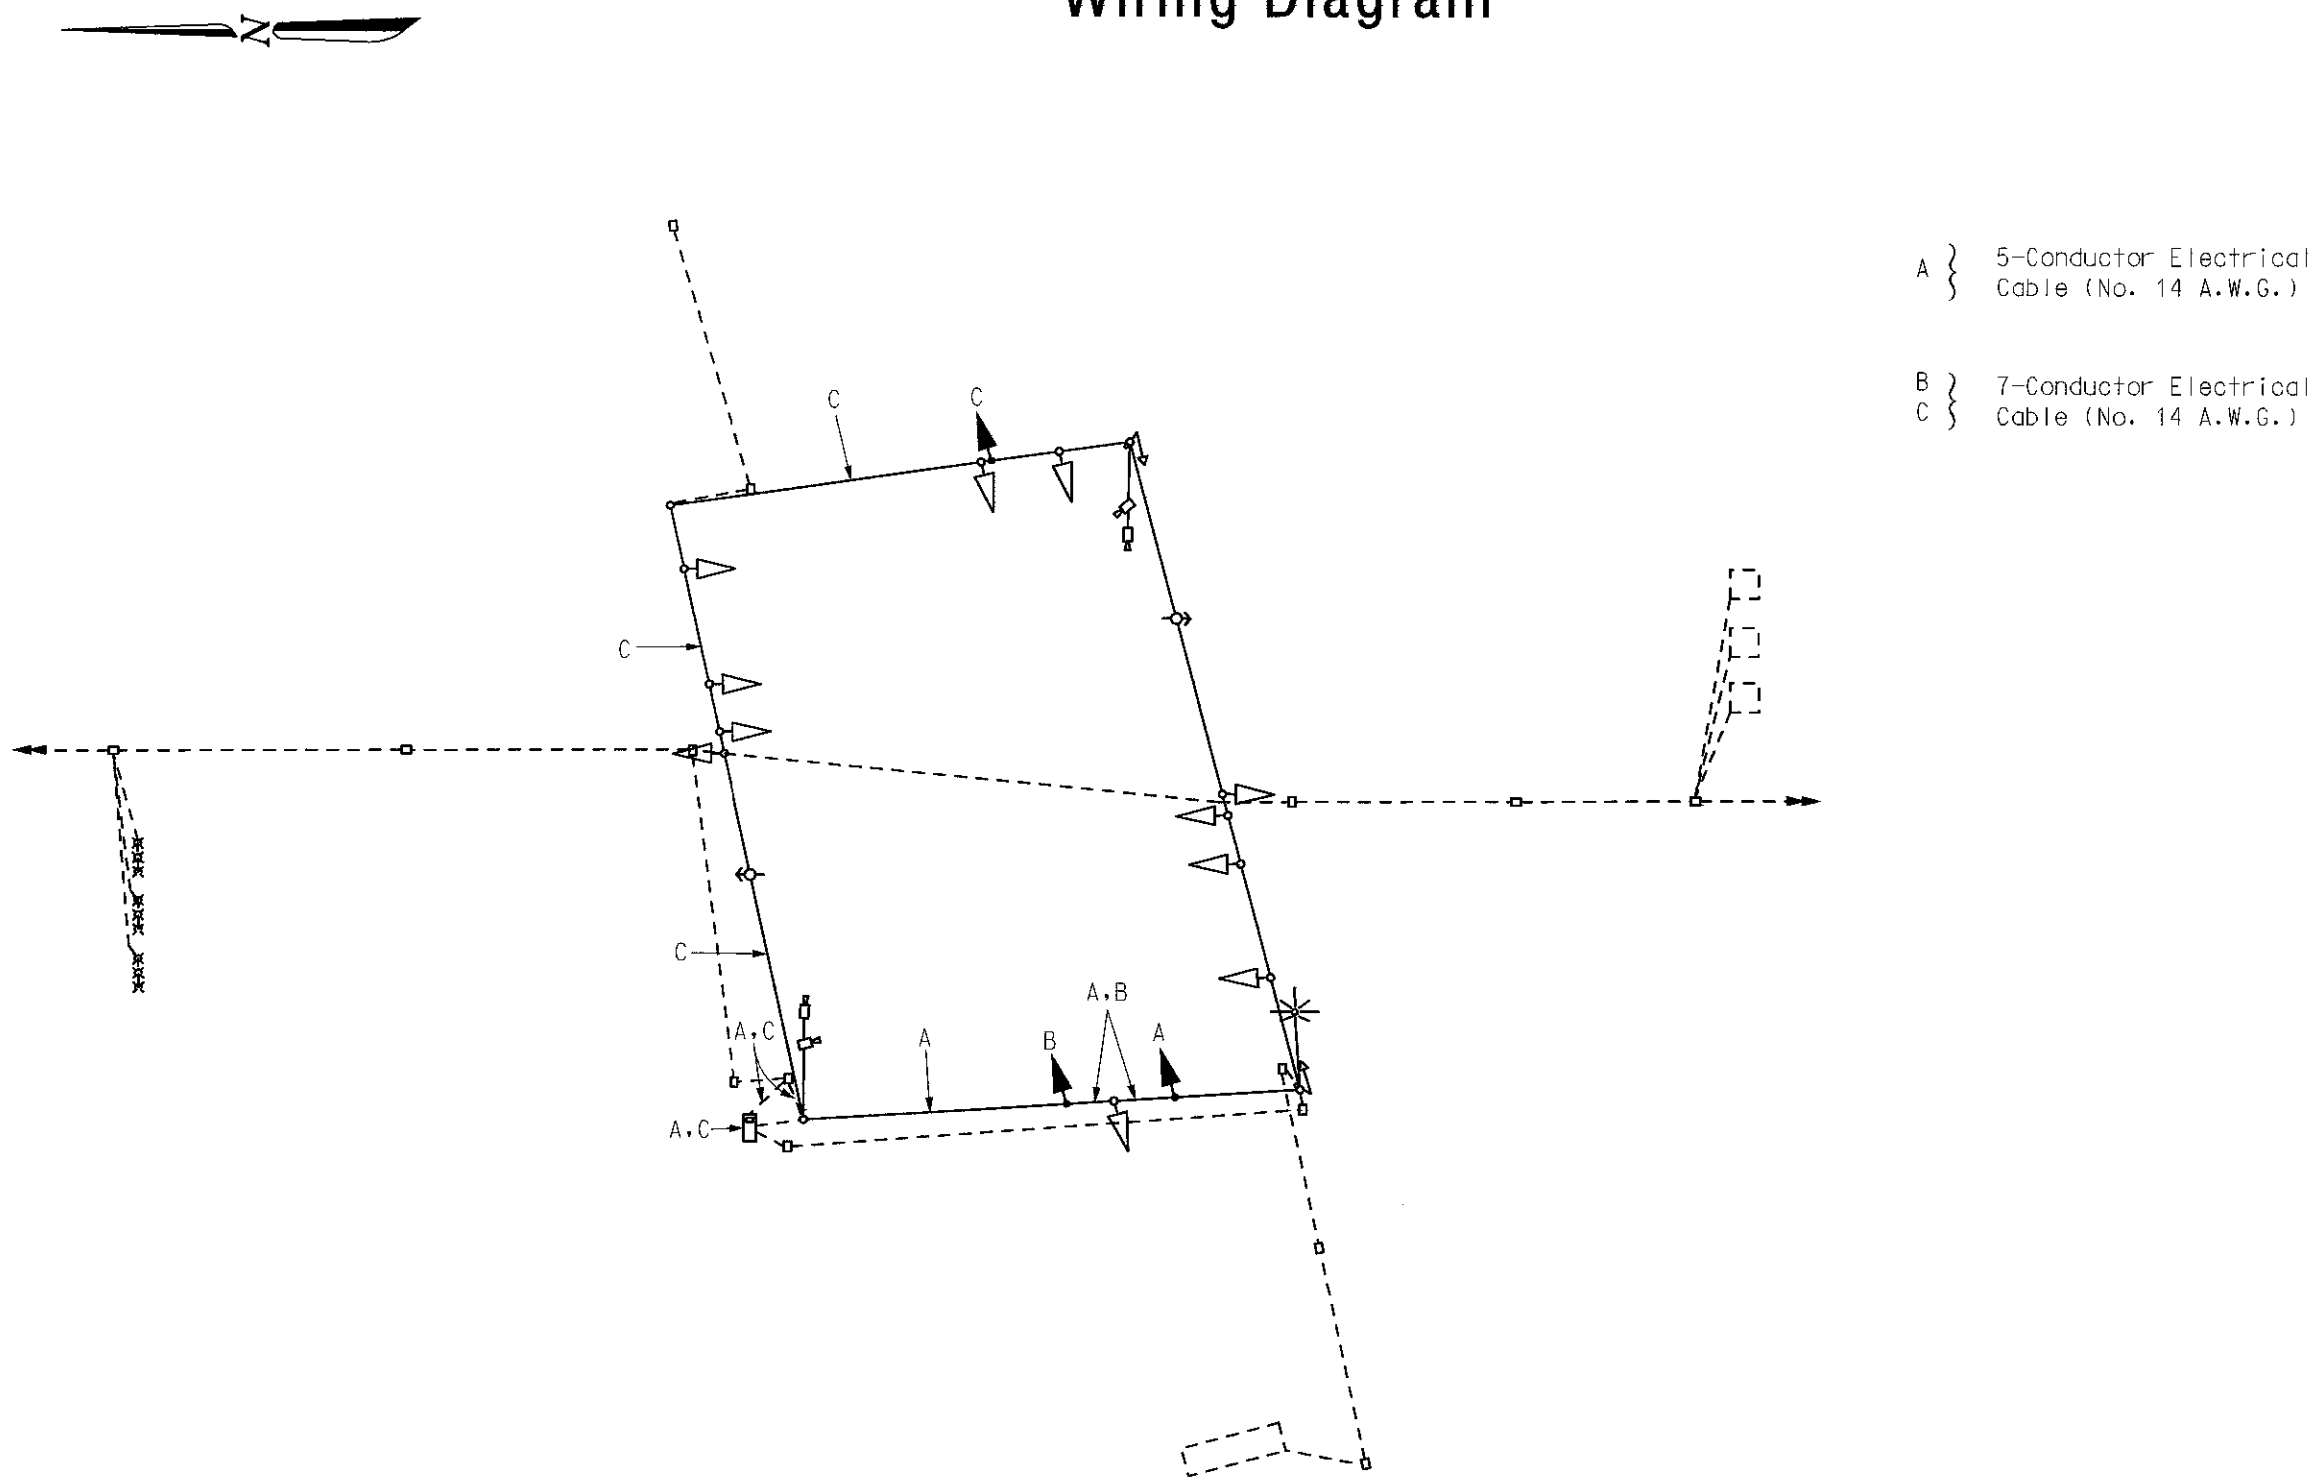 Wiring Diagram
N
A } 5-Conductor Electrical
Cable (No. 14 A.W.G.)
B } 7-Conductor Electrical
C } Cable (No. 14 A.W.G.)
C
C
C
C
A,B
A,C
A
B
A
A,C